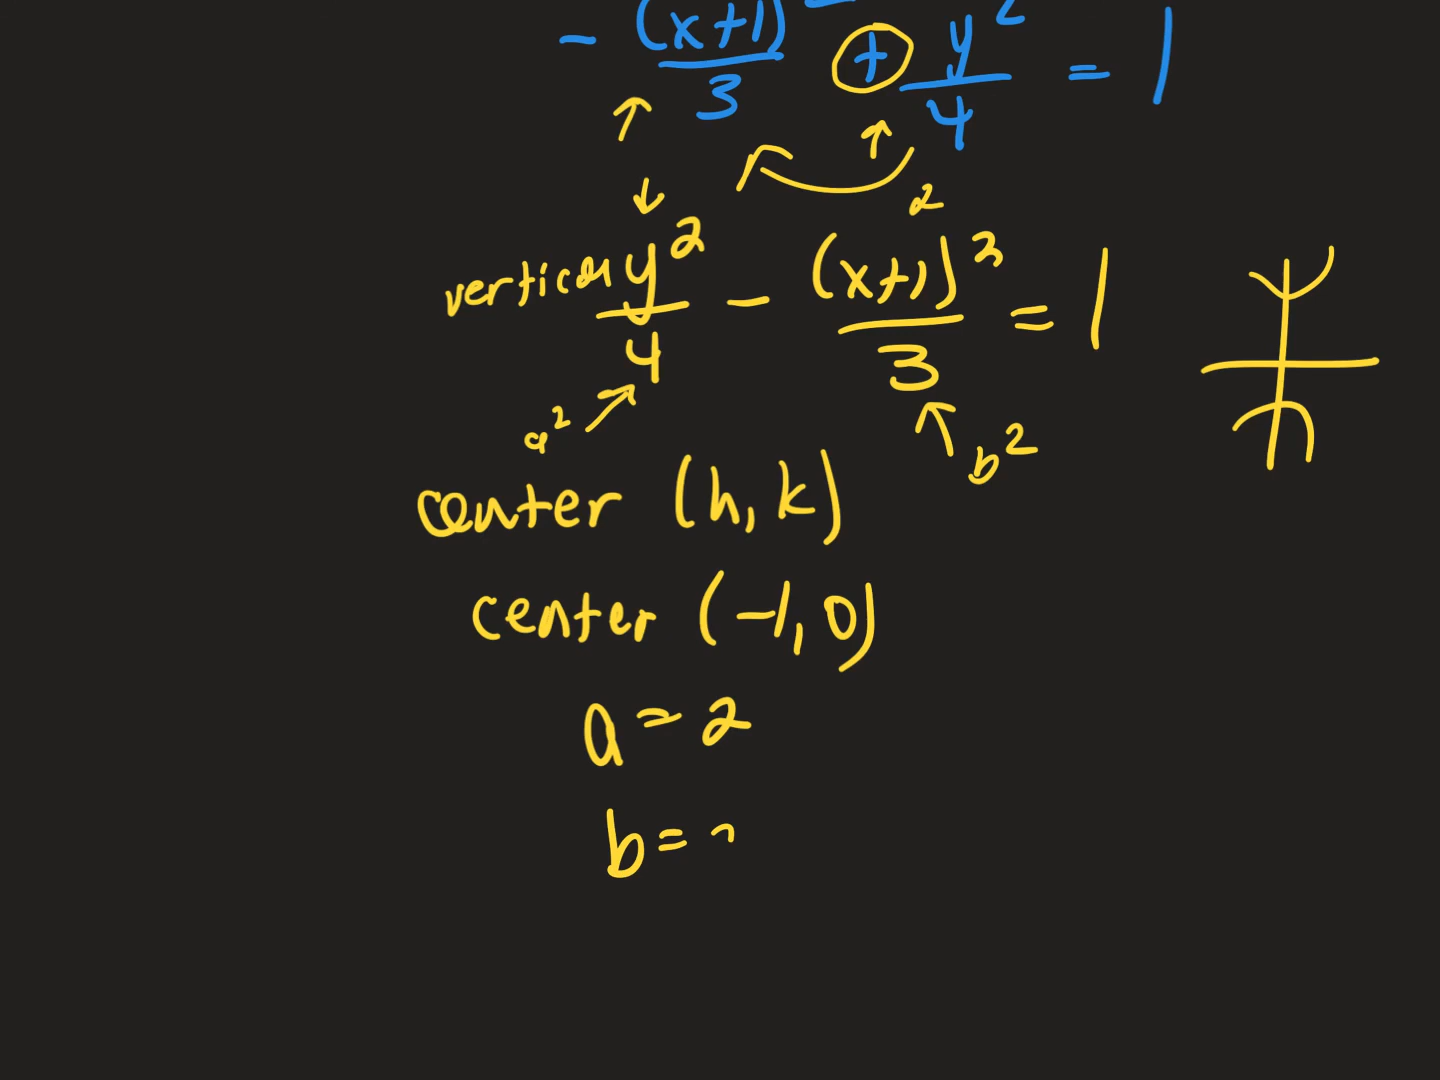 - (x+1)²/3 + y²/4 = 1
2
vertical y²/4 - (x+1)²/3 = 1
a² b²
center (h, k)
center (-1, 0)
a = 2
b =